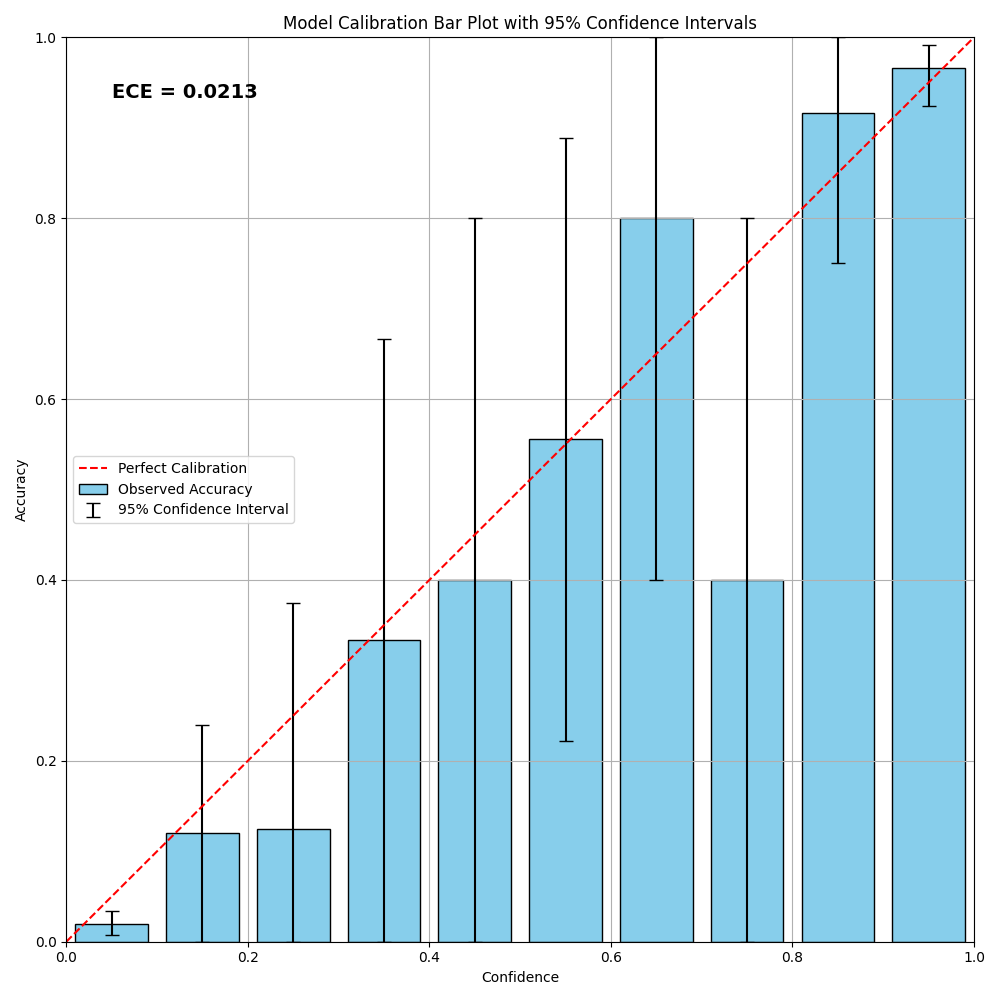 Model Calibration Bar Plot with 95% Confidence Intervals
ECE = 0.0213
1.0
0.8
0.6
0.4
0.2
0.0
Accuracy
Perfect Calibration
Observed Accuracy
95% Confidence Interval
0.0 0.2 0.4 0.6 0.8 1.0
Confidence